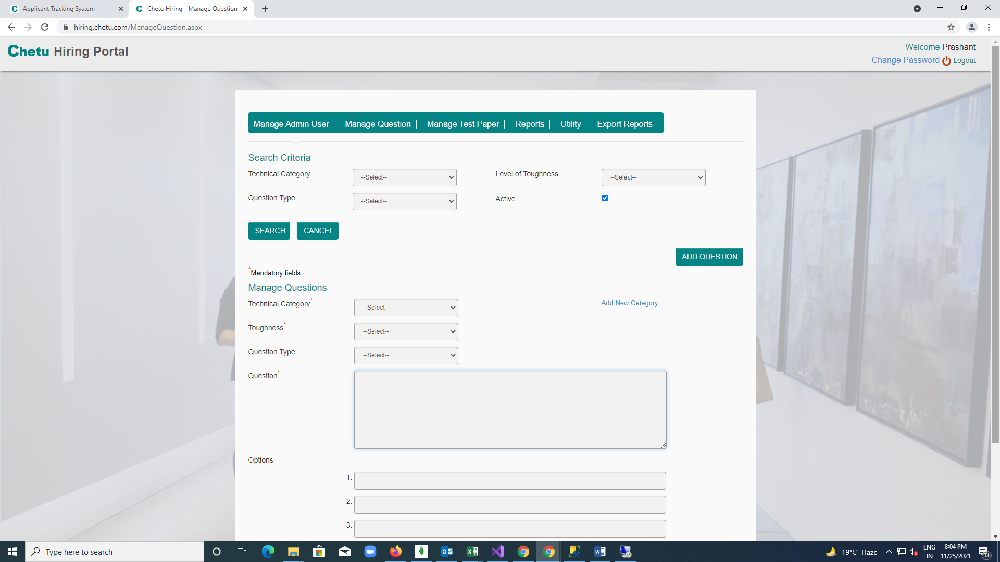 Applicant Tracking System
Chetu Hiring - Manage Question
hiring.chetu.com/ManageQuestion.aspx
Chetu Hiring Portal
Welcome Prashant
Change Password Logout
Manage Admin User Manage Question Manage Test Paper Reports Utility Export Reports
Search Criteria
Technical Category --Select-- Level of Toughness --Select--
Question Type --Select-- Active
SEARCH CANCEL
ADD QUESTION
*Mandatory fields
Manage Questions
Technical Category* --Select-- Add New Category
Toughness* --Select--
Question Type --Select--
Question*
Options
1.
2.
3.
Type here to search
19°C Haze
ENG
IN
8:04 PM
11/25/2021
13